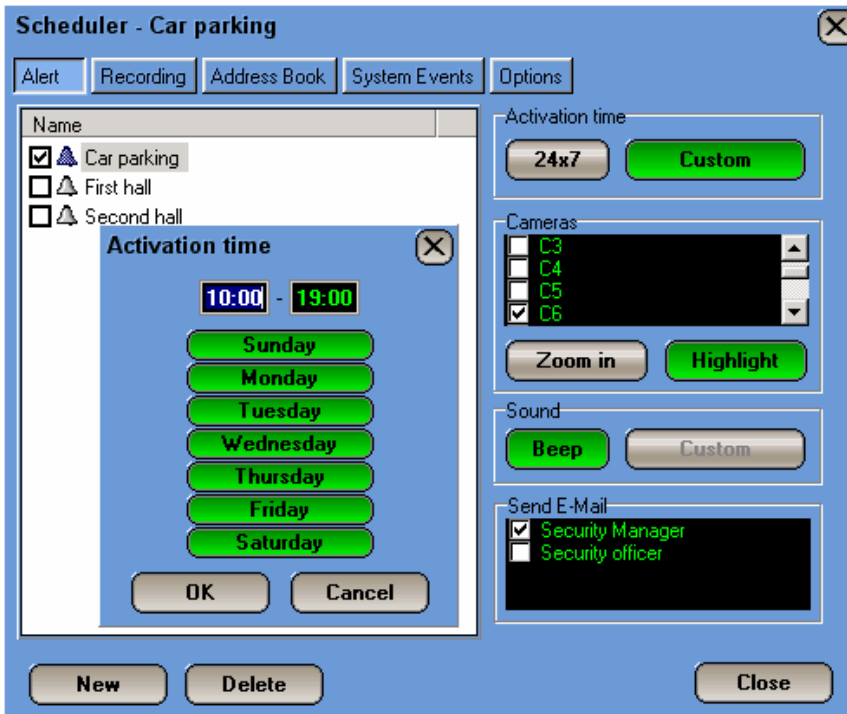 Scheduler - Car parking
Alert Recording Address Book System Events Options
Name
Car parking
First hall
Second hall
Activation time
10:00 - 19:00
Sunday
Monday
Tuesday
Wednesday
Thursday
Friday
Saturday
OK Cancel
Activation time
24x7 Custom
Cameras
C3
C4
C5
C6
Zoom in Highlight
Sound
Beep Custom
Send E-Mail
Security Manager
Security officer
New Delete Close